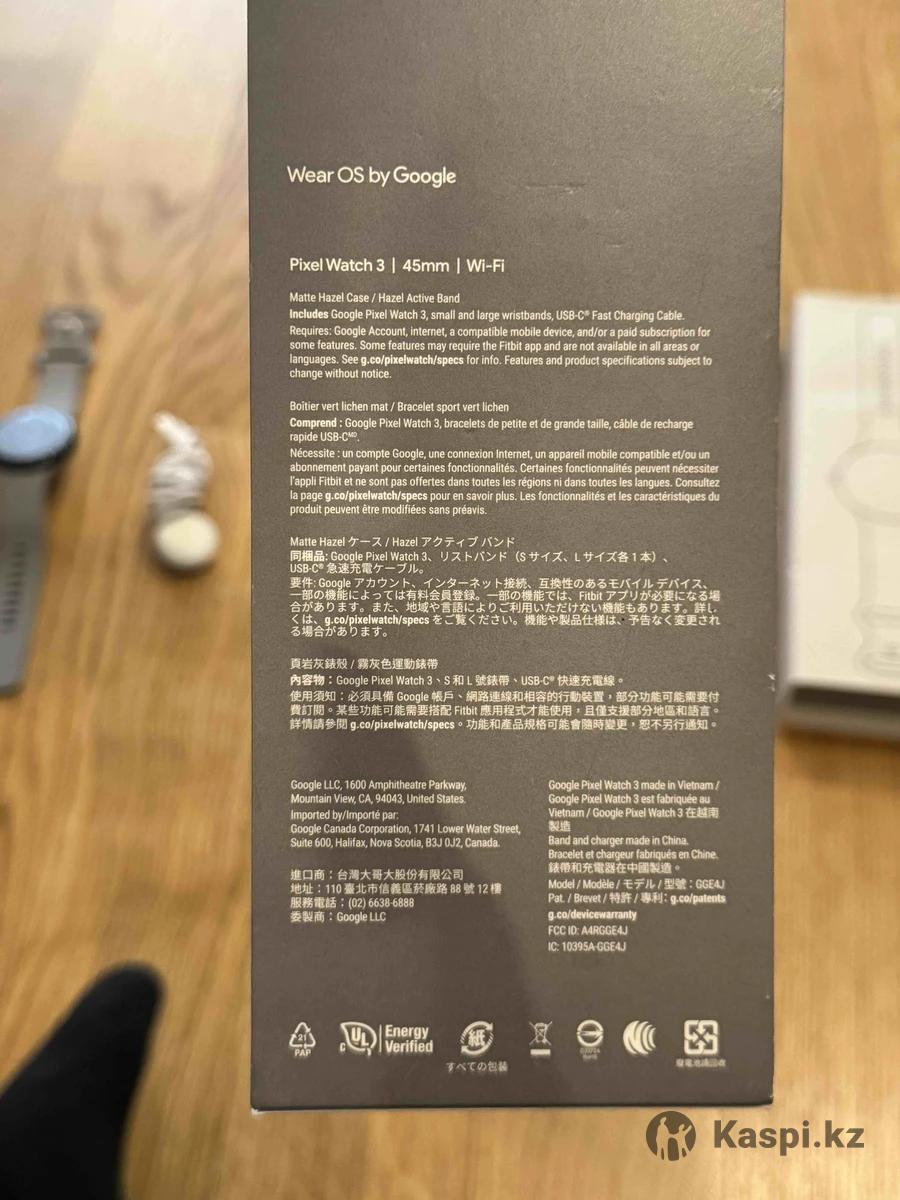 Wear OS by Google
Pixel Watch 3 | 45mm | Wi-Fi
Matte Hazel Case / Hazel Active Band
Includes Google Pixel Watch 3, small and large wristbands, USB-C® Fast Charging Cable.
Requires: Google Account, internet, a compatible mobile device, and/or a paid subscription for
some features. Some features may require the Fitbit app and are not available in all areas or
languages. See g.co/pixelwatch/specs for info. Features and product specifications subject to
change without notice.
Boîtier vert lichen mat / Bracelet sport vert lichen
Comprend : Google Pixel Watch 3, bracelets de petite et de grande taille, câble de recharge
rapide USB-Cᴹᴰ.
Nécessite : un compte Google, une connexion Internet, un appareil mobile compatible et/ou un
abonnement payant pour certaines fonctionnalités. Certaines fonctionnalités peuvent nécessiter
l'appli Fitbit et ne sont pas offertes dans toutes les régions ni dans toutes les langues. Consultez
la page g.co/pixelwatch/specs pour en savoir plus. Les fonctionnalités et les caractéristiques du
produit peuvent être modifiées sans préavis.
Matte Hazel ケース / Hazel アクティブ バンド
同梱品: Google Pixel Watch 3、リストバンド（S サイズ、L サイズ各 1 本）、
USB-C® 急速充電ケーブル。
要件: Google アカウント、インターネット接続、互換性のあるモバイル デバイス、
一部の機能によっては有料会員登録。一部の機能では、Fitbit アプリが必要になる場
合があります。また、地域や言語によりご利用いただけない機能もあります。詳し
くは、g.co/pixelwatch/specs をご覧ください。機能や製品仕様は、予告なく変更され
る場合があります。
頁岩灰錶殼 / 霧灰色運動錶帶
內容物：Google Pixel Watch 3、S 和 L 號錶帶、USB-C® 快速充電線。
使用須知：必須具備 Google 帳戶、網路連線和相容的行動裝置，部分功能可能需要付
費訂閱。某些功能可能需要搭配 Fitbit 應用程式才能使用，且僅支援部分地區和語言。
詳情請參閱 g.co/pixelwatch/specs。功能和產品規格可能會隨時變更，恕不另行通知。
Google LLC, 1600 Amphitheatre Parkway,
Mountain View, CA, 94043, United States.
Imported by/Importé par:
Google Canada Corporation, 1741 Lower Water Street,
Suite 600, Halifax, Nova Scotia, B3J 0J2, Canada.
進口商：台灣大哥大股份有限公司
地址：110 臺北市信義區菸廠路 88 號 12 樓
服務電話：(02) 6638-6888
委製商：Google LLC
Google Pixel Watch 3 made in Vietnam /
Google Pixel Watch 3 est fabriquée au
Vietnam / Google Pixel Watch 3 在越南
製造
Band and charger made in China.
Bracelet et chargeur fabriqués en Chine.
錶帶和充電器在中國製造。
Model / Modèle / モデル / 型號：GGE4J
Pat. / Brevet / 特許 / 專利：g.co/patents
g.co/devicewarranty
FCC ID: A4RGGE4J
IC: 10395A-GGE4J
21
PAP
c UL Energy
Verified
紙
すべての包装
廢電池請回收
Kaspi.kz